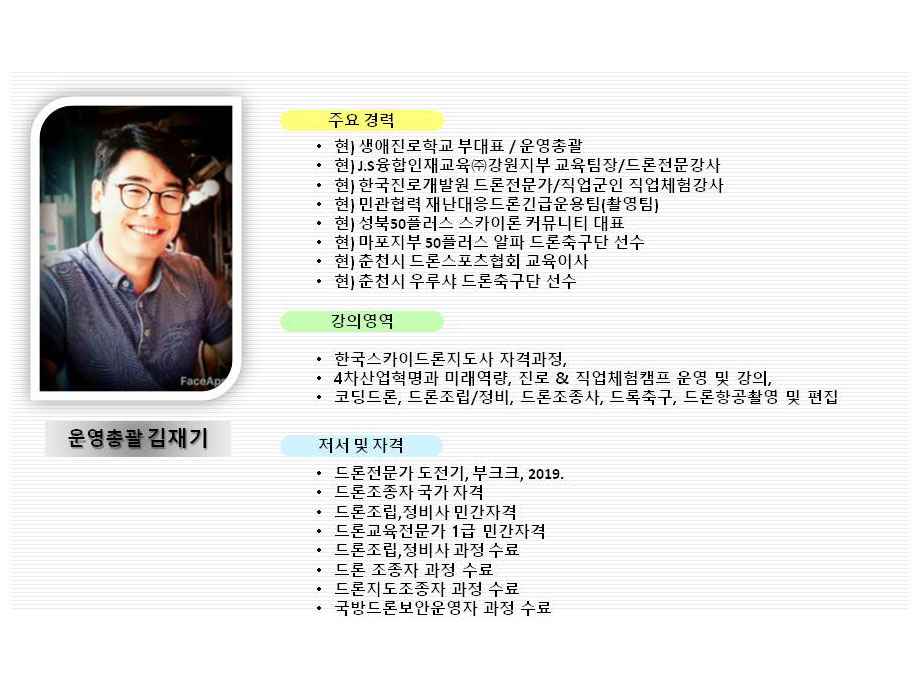 주요 경력
• 현) 생애진로학교 부대표 / 운영총괄
• 현) J.S융합인재교육㈜강원지부 교육팀장/드론전문강사
• 현) 한국진로개발원 드론전문가/직업군인 직업체험강사
• 현) 민관협력 재난대응드론긴급운용팀(촬영팀)
• 현) 성북50플러스 스카이론 커뮤니티 대표
• 현) 마포지부 50플러스 알파 드론축구단 선수
• 현) 춘천시 드론스포츠협회 교육이사
• 현) 춘천시 우루샤 드론축구단 선수
강의영역
• 한국스카이드론지도사 자격과정,
• 4차산업혁명과 미래역량, 진로 & 직업체험캠프 운영 및 강의,
• 코딩드론, 드론조립/정비, 드론조종사, 드록축구, 드론항공촬영 및 편집
FaceApp
운영총괄 김재기
저서 및 자격
• 드론전문가 도전기, 부크크, 2019.
• 드론조종자 국가 자격
• 드론조립,정비사 민간자격
• 드론교육전문가 1급 민간자격
• 드론조립,정비사 과정 수료
• 드론 조종자 과정 수료
• 드론지도조종자 과정 수료
• 국방드론보안운영자 과정 수료